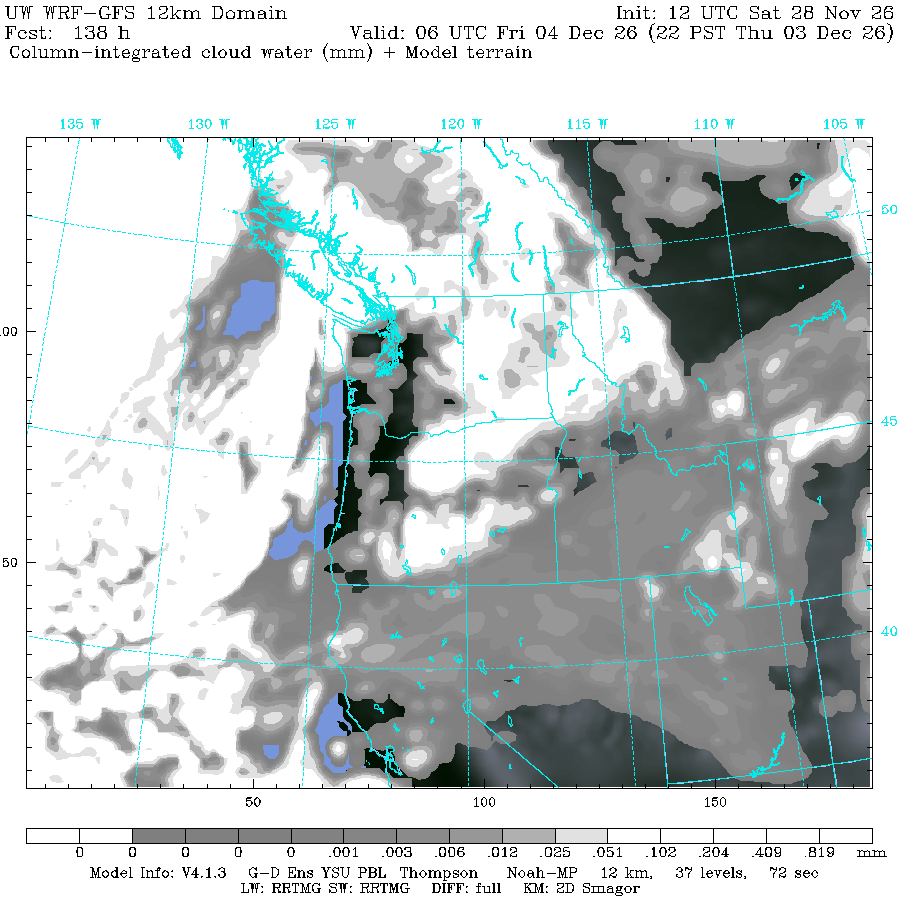 UW WRF-GFS 12km Domain Init: 12 UTC Sat 28 Nov 26
Fcst: 138 h Valid: 06 UTC Fri 04 Dec 26 (22 PST Thu 03 Dec 26)
Column-integrated cloud water (mm) + Model terrain
135 W 130 W 125 W 120 W 115 W 110 W 105 W
50
00
45
50
40
50 100 150
0 0 0 0 .001 .003 .006 .012 .025 .051 .102 .204 .409 .819 mm
Model Info: V4.1.3 G-D Ens YSU PBL Thompson Noah-MP 12 km, 37 levels, 72 sec
LW: RRTMG SW: RRTMG DIFF: full KM: 2D Smagor